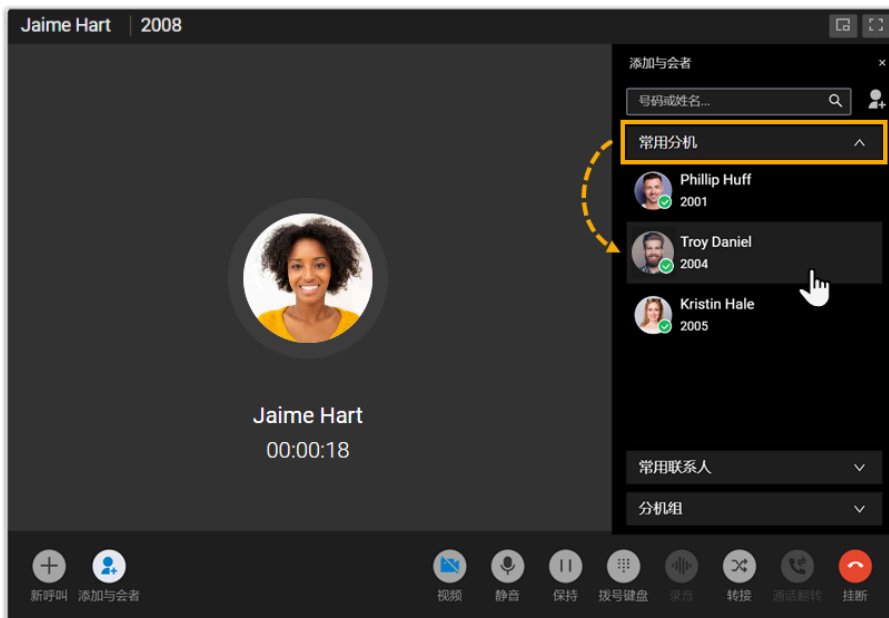 Jaime Hart 2008
添加与会者
号码或姓名...
常用分机
Phillip Huff
2001
Troy Daniel
2004
Kristin Hale
2005
Jaime Hart
00:00:18
常用联系人
分机组
新呼叫 添加与会者 视频 静音 保持 拨号键盘 录音 转接 通话翻转 挂断